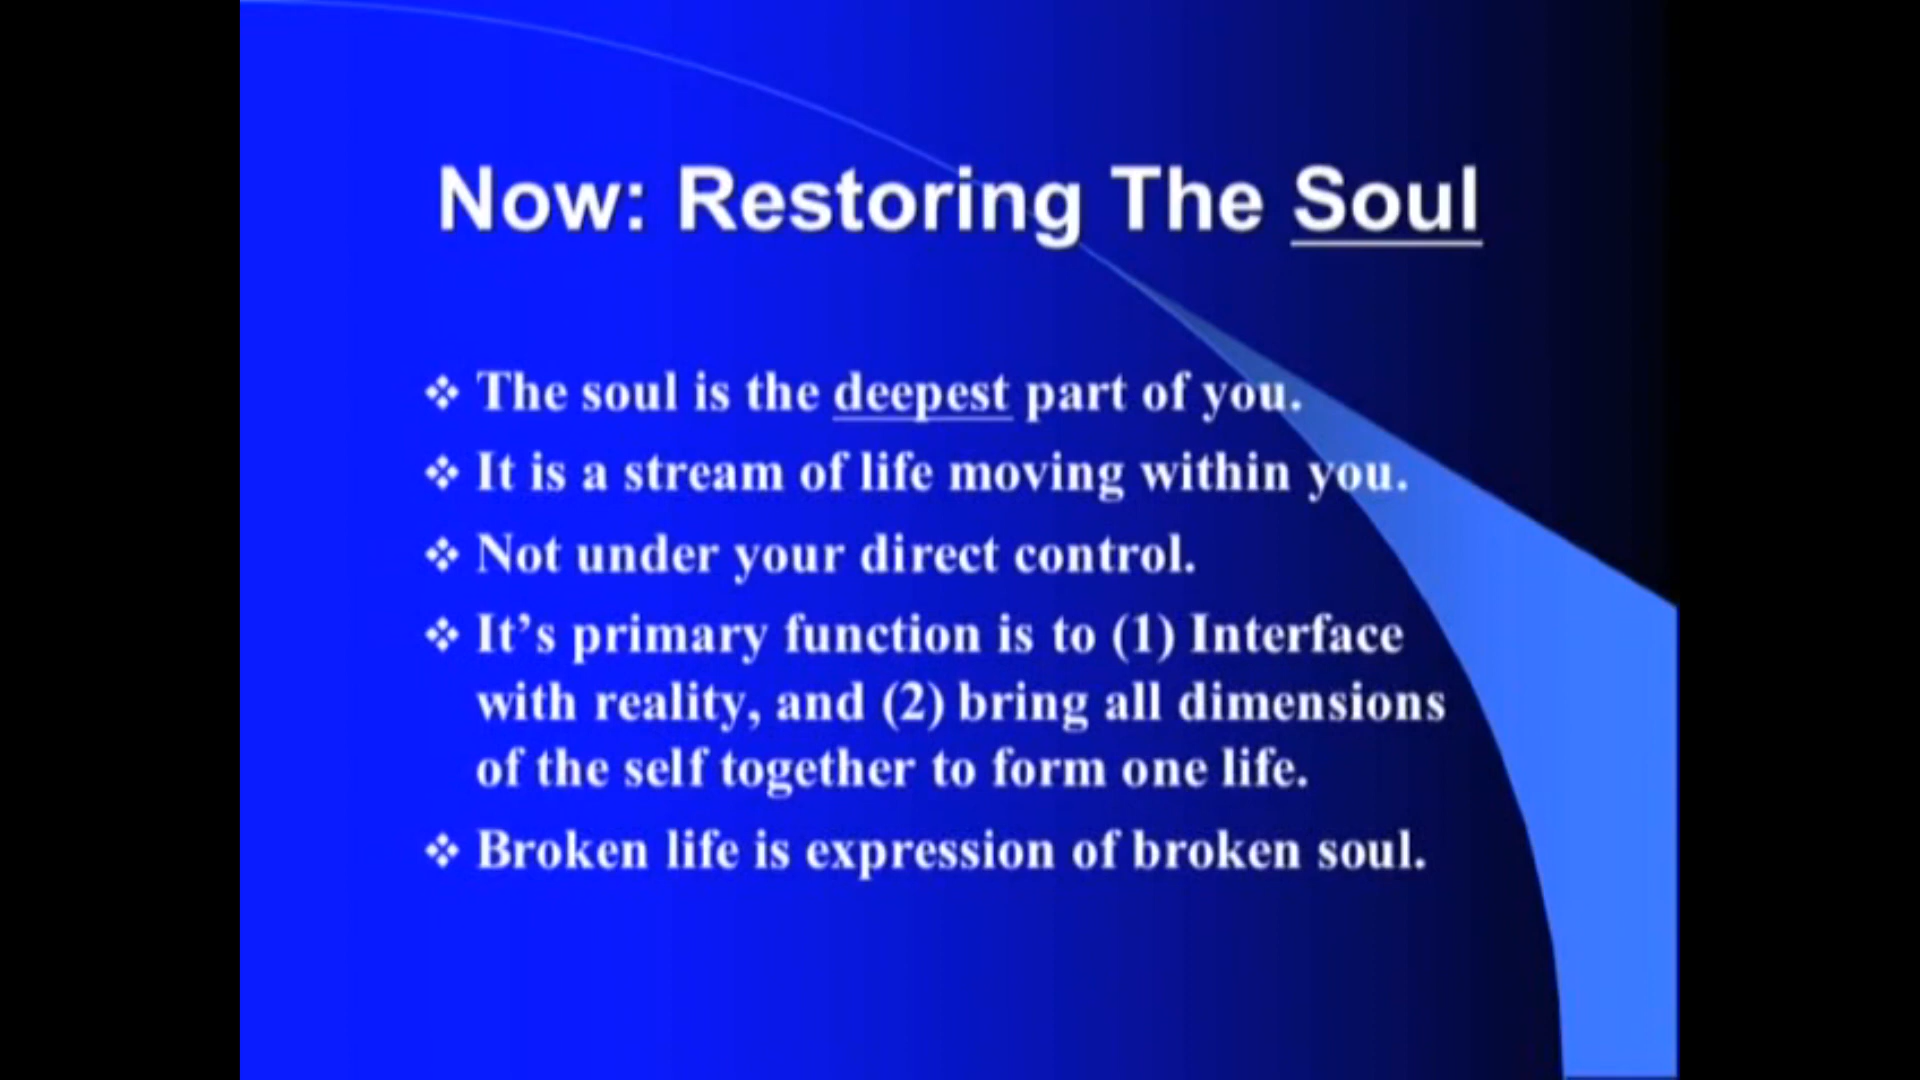 Now: Restoring The Soul
❖ The soul is the deepest part of you.
❖ It is a stream of life moving within you.
❖ Not under your direct control.
❖ It’s primary function is to (1) Interface
with reality, and (2) bring all dimensions
of the self together to form one life.
❖ Broken life is expression of broken soul.